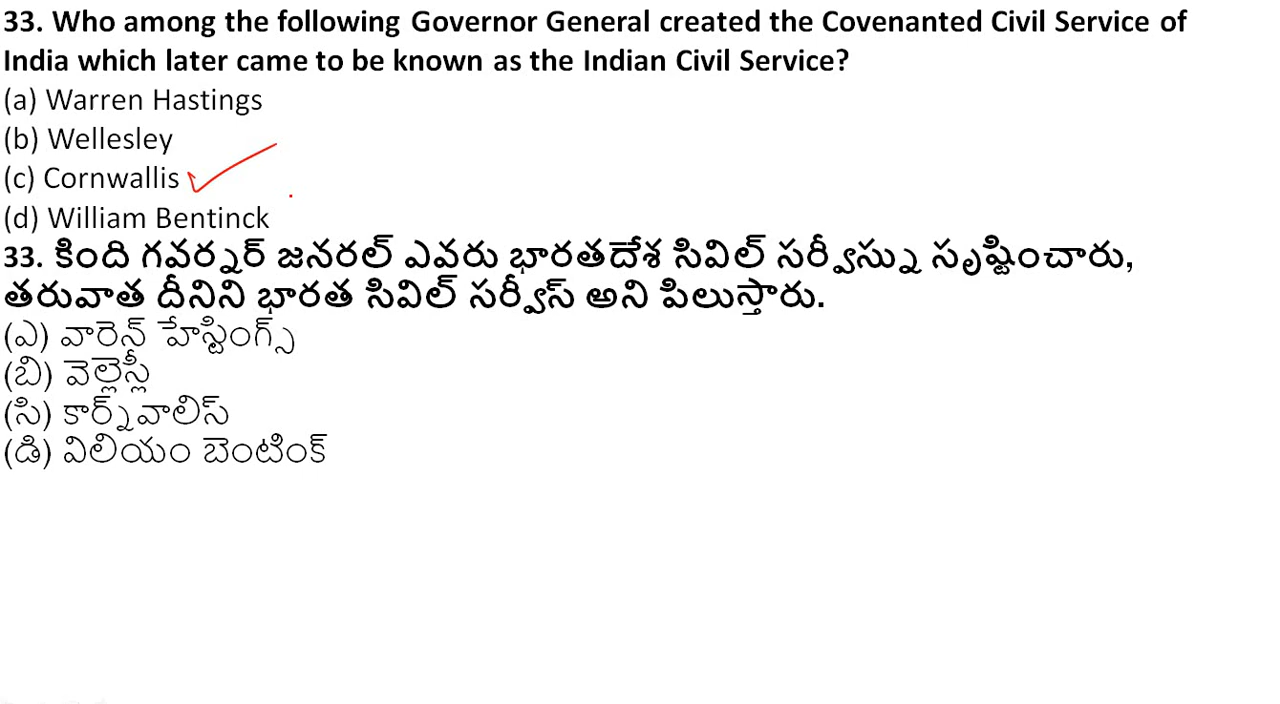 33. Who among the following Governor General created the Covenanted Civil Service of
India which later came to be known as the Indian Civil Service?
(a) Warren Hastings
(b) Wellesley
(c) Cornwallis
(d) William Bentinck
33. కింది గవర్నర్ జనరల్ ఎవరు భారతదేశ సివిల్ సర్వీస్ను సృష్టించారు,
తరువాత దీనిని భారత సివిల్ సర్వీస్ అని పిలుస్తారు.
(ఎ) వారెన్ హేస్టింగ్స్
(బి) వెల్లెస్లీ
(సి) కార్న్‌వాలిస్
(డి) విలియం బెంటింక్